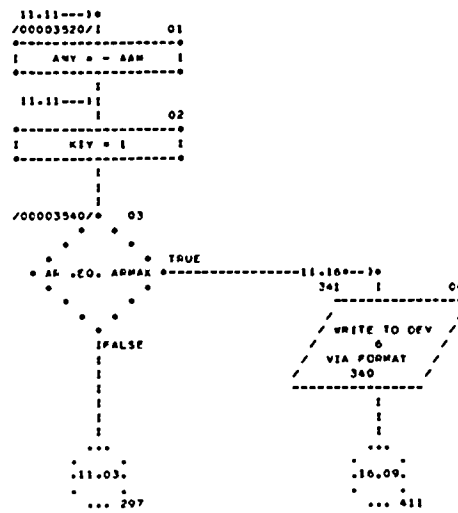 11.11--->
/00003520/ 01
ANY = - AAN
11.11--->
02
KEY = 1
/00003540/ 03
AR .EQ. ARMAX TRUE 11.16--->
341
WRITE TO DEV
6
VIA FORMAT
340
FALSE
.11.03. .16.09.
... 297 ... 411